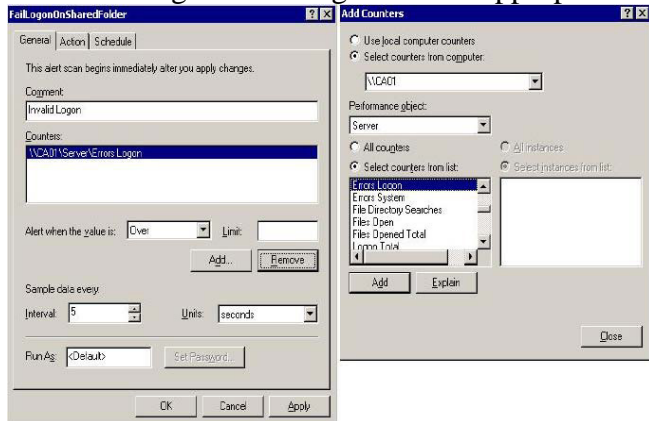 FailLogonOnSharedFolder
General
Action
Schedule
This alert scan begins immediately after you apply changes.
Comment:
Invalid Logon
Counters:
\\CA01\Server\Errors Logon
Alert when the value is:
Over
Limit:
Add...
Remove
Sample data every:
Interval:
5
Units:
seconds
Run As:
<Default>
Set Password...
OK
Cancel
Apply
Add Counters
Use local computer counters
Select counters from computer:
\\CA01
Performance object:
Server
All counters
All instances
Select counters from list:
Select instances from list:
Errors Logon
Errors System
File Directory Searches
Files Open
Files Opened Total
Logon Total
Add
Explain
Close